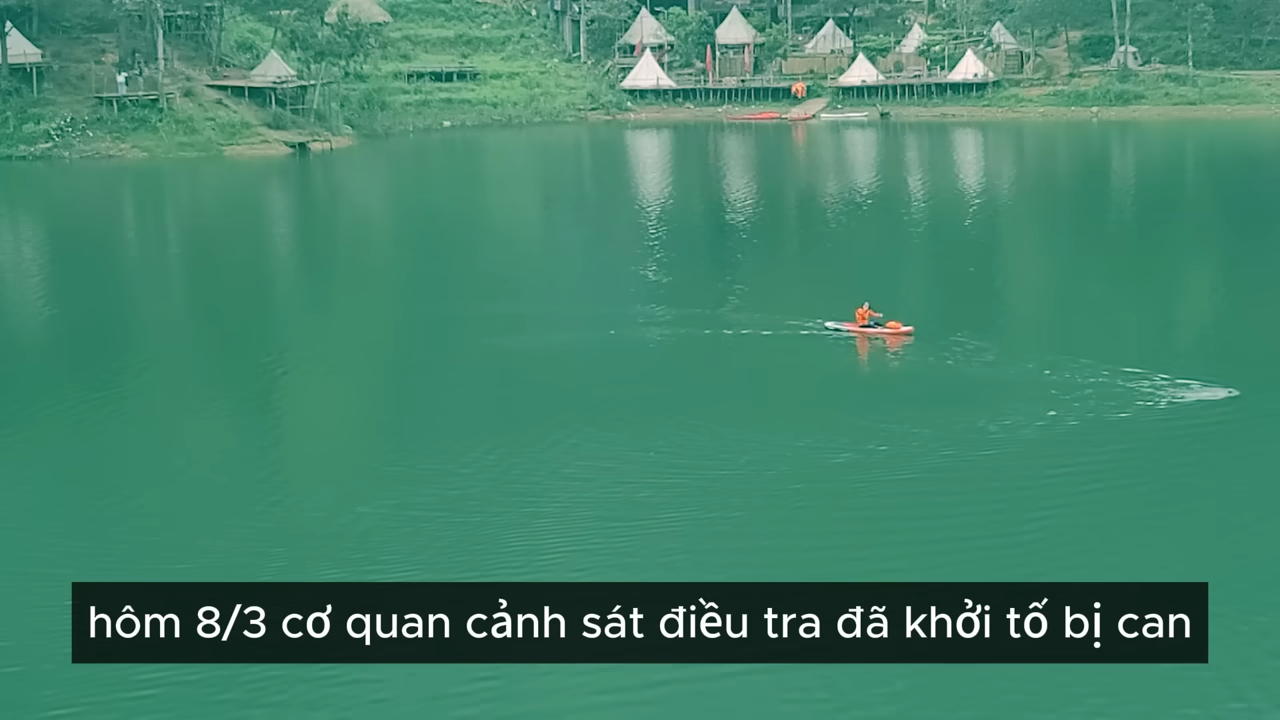 hôm 8/3 cơ quan cảnh sát điều tra đã khởi tố bị can